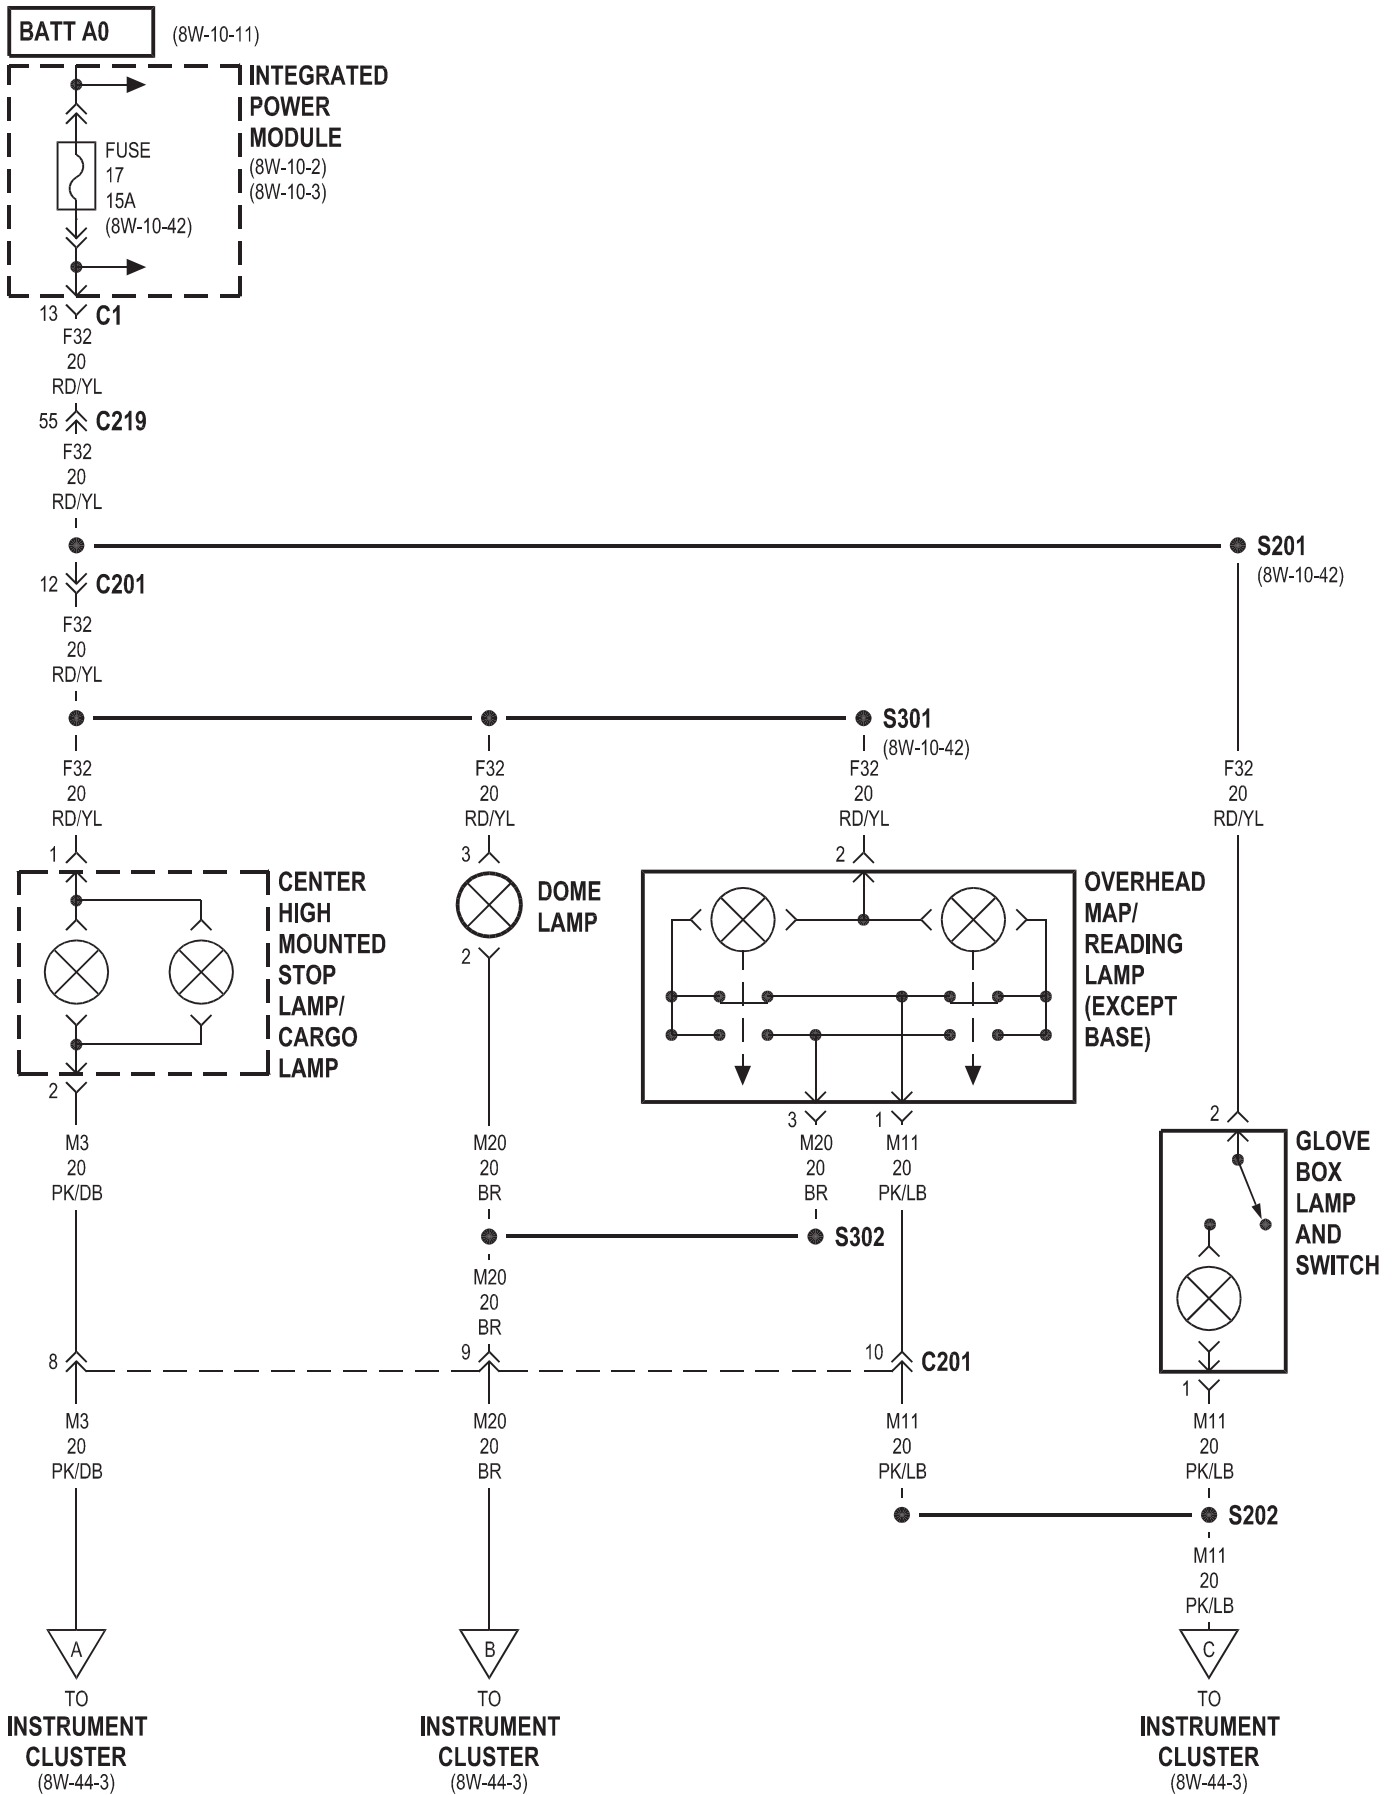 BATT A0
(8W-10-11)
INTEGRATED
POWER
MODULE
(8W-10-2)
(8W-10-3)
FUSE
17
15A
(8W-10-42)
13
C1
F32
20
RD/YL
55
C219
F32
20
RD/YL
S201
(8W-10-42)
12
C201
F32
20
RD/YL
S301
(8W-10-42)
F32
20
RD/YL
F32
20
RD/YL
F32
20
RD/YL
F32
20
RD/YL
1
CENTER
HIGH
MOUNTED
STOP
LAMP/
CARGO
LAMP
2
3
DOME
LAMP
2
2
OVERHEAD
MAP/
READING
LAMP
(EXCEPT
BASE)
3
1
2
GLOVE
BOX
LAMP
AND
SWITCH
1
M3
20
PK/DB
M20
20
BR
M20
20
BR
M11
20
PK/LB
S302
M20
20
BR
8
9
10
C201
M3
20
PK/DB
M20
20
BR
M11
20
PK/LB
M11
20
PK/LB
S202
M11
20
PK/LB
A
TO
INSTRUMENT
CLUSTER
(8W-44-3)
B
TO
INSTRUMENT
CLUSTER
(8W-44-3)
C
TO
INSTRUMENT
CLUSTER
(8W-44-3)